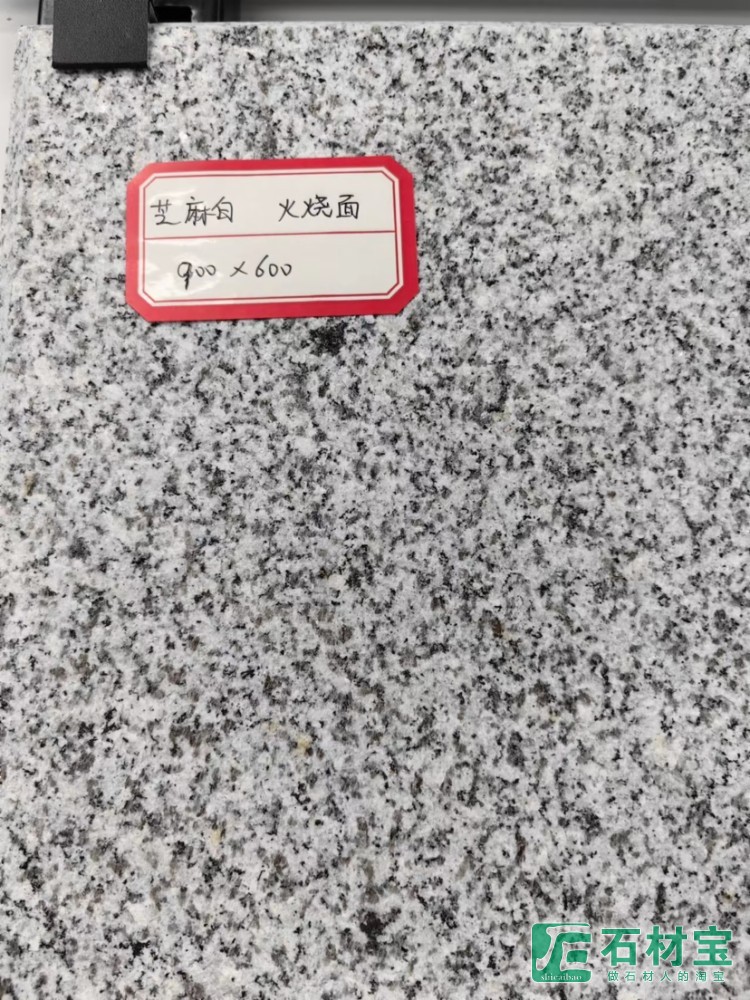 芝麻白 火烧面
900×600
石材宝
shicaibao
做石材人的淘宝